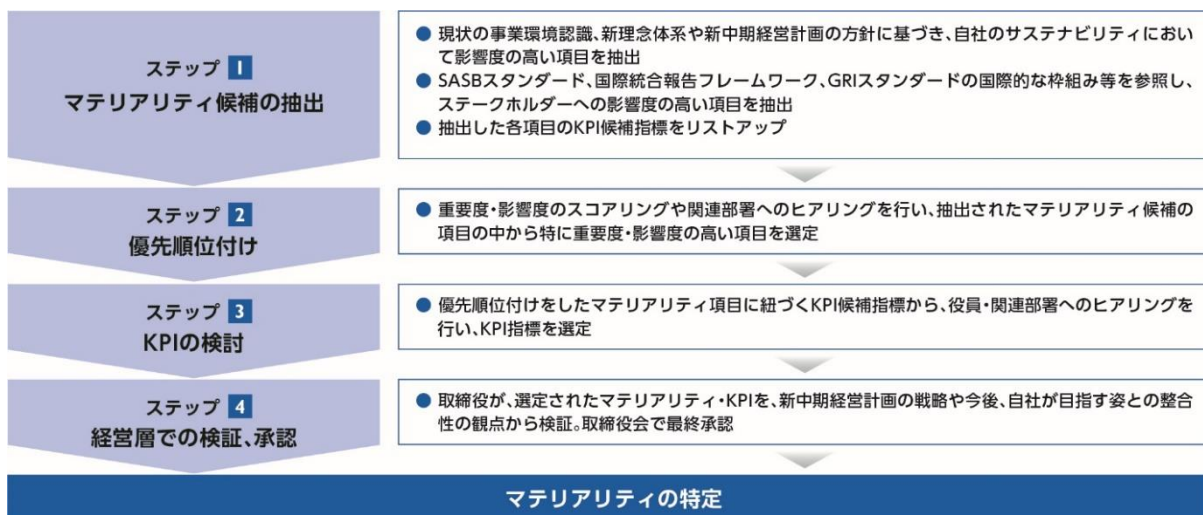 ステップ 1
マテリアリティ候補の抽出
● 現状の事業環境認識、新理念体系や新中期経営計画の方針に基づき、自社のサステナビリティにおい
て影響度の高い項目を抽出
● SASBスタンダード、国際統合報告フレームワーク、GRIスタンダードの国際的な枠組み等を参照し、
ステークホルダーへの影響度の高い項目を抽出
● 抽出した各項目のKPI候補指標をリストアップ
ステップ 2
優先順位付け
● 重要度・影響度のスコアリングや関連部署へのヒアリングを行い、抽出されたマテリアリティ候補の
項目の中から特に重要度・影響度の高い項目を選定
ステップ 3
KPIの検討
● 優先順位付けをしたマテリアリティ項目に紐づくKPI候補指標から、役員・関連部署へのヒアリングを
行い、KPI指標を選定
ステップ 4
経営層での検証、承認
● 取締役が、選定されたマテリアリティ・KPIを、新中期経営計画の戦略や今後、自社が目指す姿との整合
性の観点から検証。取締役会で最終承認
マテリアリティの特定